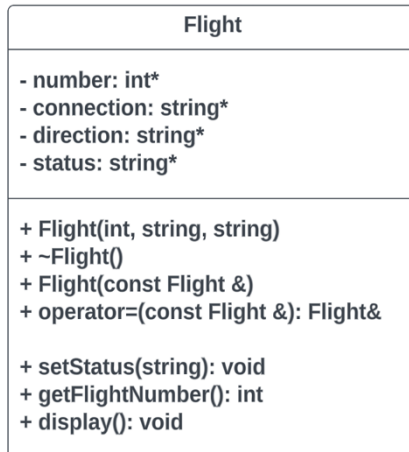 Flight
- number: int*
- connection: string*
- direction: string*
- status: string*
+ Flight(int, string, string)
+ ~Flight()
+ Flight(const Flight &)
+ operator=(const Flight &): Flight&
+ setStatus(string): void
+ getFlightNumber(): int
+ display(): void